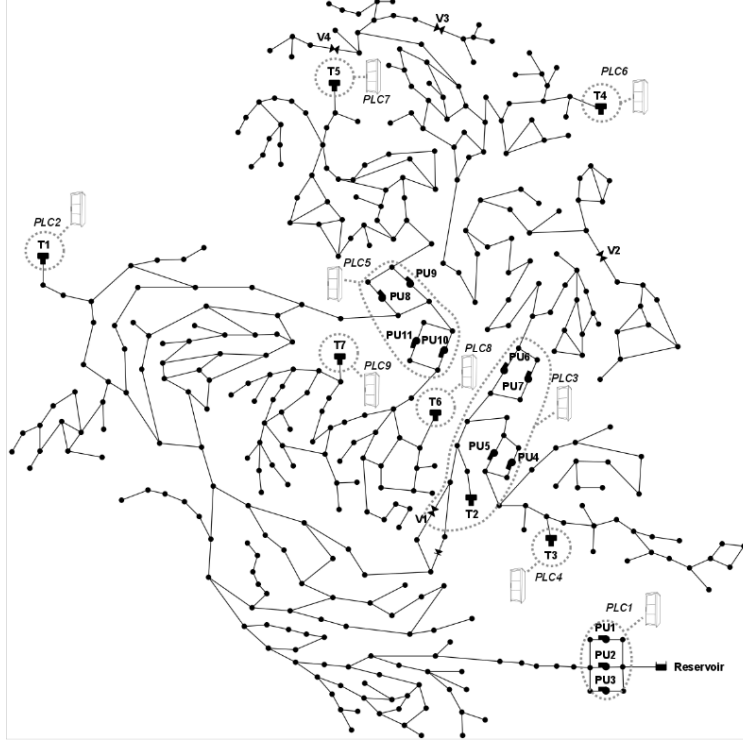 V3
V4
T5
PLC7
PLC6
T4
PLC2
T1
V2
PLC5
PU9
PU8
PU11
PU10
T7
PLC8
PU6
PLC9
PLC3
PU7
T6
PU5
PU4
V1
T2
T3
PLC4
PLC1
PU1
PU2
Reservoir
PU3